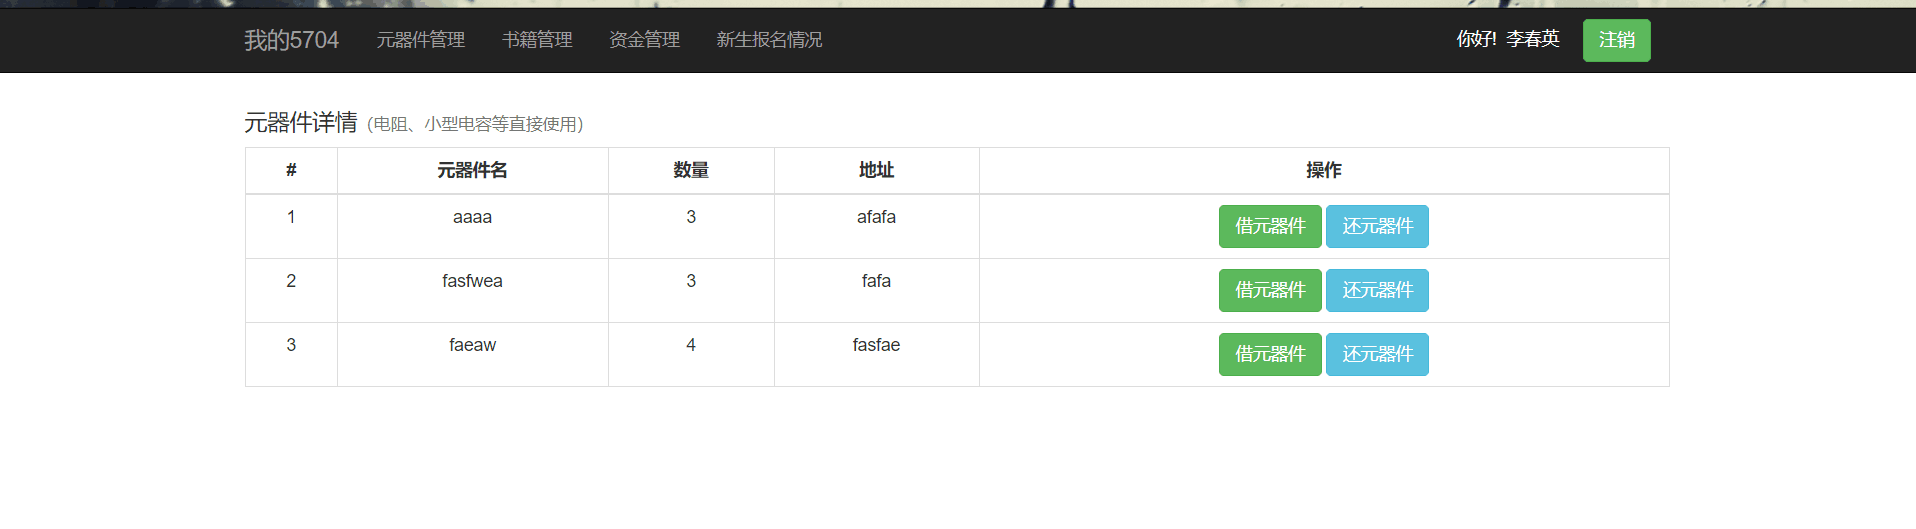 我的5704 元器件管理 书籍管理 资金管理 新生报名情况 你好! 李春英 注销
元器件详情 (电阻、小型电容等直接使用)
# 元器件名 数量 地址 操作
1 aaaa 3 afafa 借元器件 还元器件
2 fasfwea 3 fafa 借元器件 还元器件
3 faeaw 4 fasfae 借元器件 还元器件